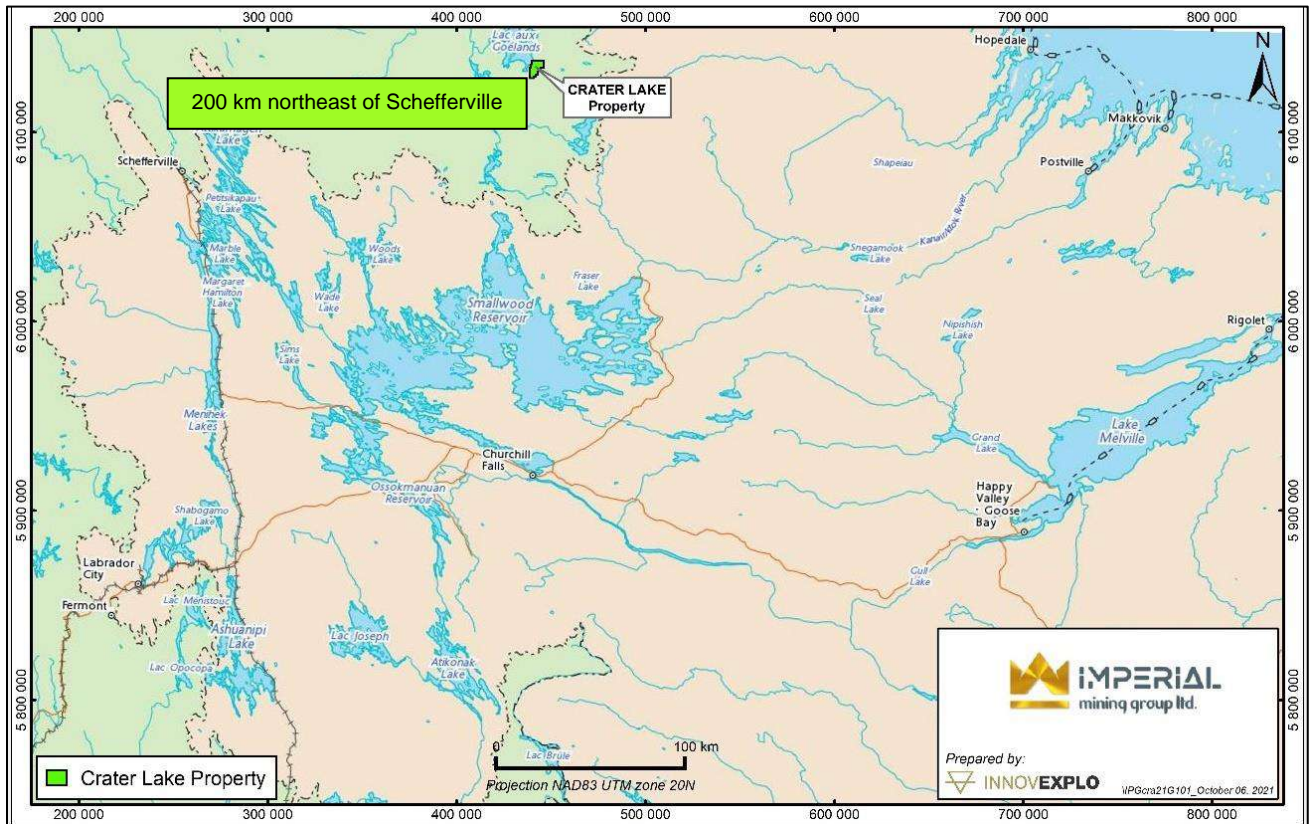 200 000 300 000 400 000 500 000 600 000 700 000 800 000
Lac aux
Goélands
Hopedale
N
CRATER LAKE
Property
200 km northeast of Schefferville
6 100 000
6 100 000
Makkovik
Lake
Schefferville
Shapeiau
Postville
Petitsikapau
Lake
Kanairiktok River
Marble
Lake
Woods
Lake
Snegamook
Lake
Margaret
Hamilton
Lake
Wade
Lake
Fraser
Lake
Smallwood
Reservoir
Seal
Lake
6 000 000
6 000 000
Nipishish
Lake
Rigolet
Sims
Lake
Menihek
Lakes
Lake
Melville
Grand
Lake
Churchill
Falls
Ossokmanuan
Reservoir
Happy
Valley
- Goose
Bay
5 900 000
5 900 000
Shabogamo
Lake
Labrador
City
Gull
Lake
Fermont
Lac Menistouc
Ashuanipi
Lake
Lac Joseph
Lac Opocopa
Atikonak
Lake
5 800 000
5 800 000
IMPERIAL
mining group ltd.
0 100 km
Lac Brûlé
Projection NAD83 UTM zone 20N
Crater Lake Property
Prepared by:
INNOVEXPLO
\IPGcra21G101_October 06, 2021
200 000 300 000 400 000 500 000 600 000 700 000 800 000